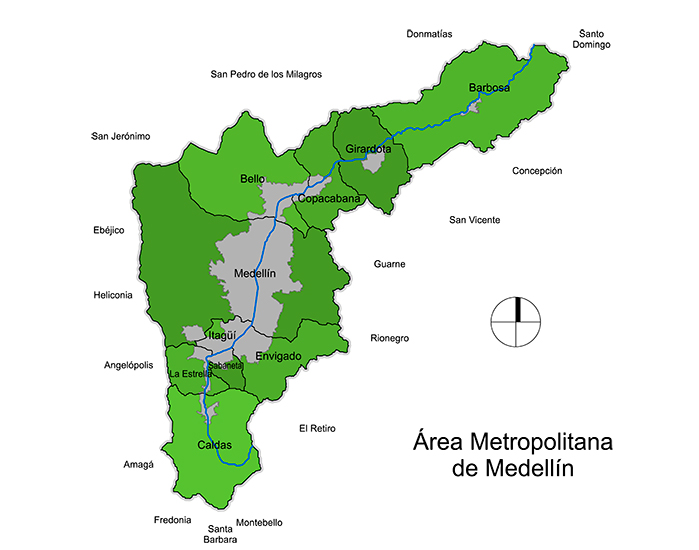 Donmatías
Santo
Domingo
San Pedro de los Milagros
Barbosa
San Jerónimo
Girardota
Concepción
Bello
Copacabana
San Vicente
Ebéjico
Guarne
Medellín
Heliconia
Itagüí
Rionegro
Envigado
Angelópolis
Sabaneta
La Estrella
El Retiro
Caldas
Área Metropolitana
de Medellín
Amagá
Fredonia
Santa
Barbara
Montebello